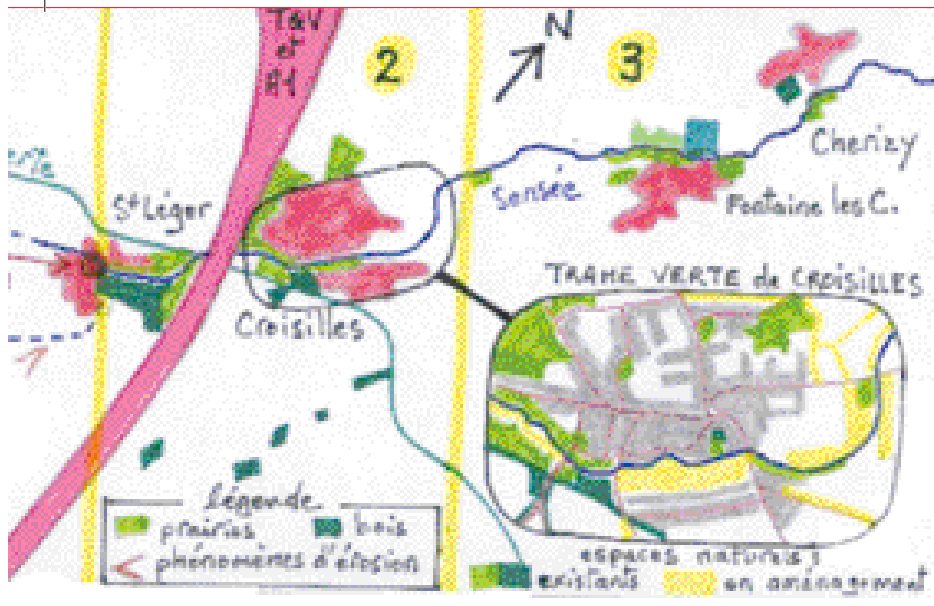 TGV
et
A1
2
N
3
Cherizy
St Léger
Sensée
Fontaine les C.
TRAME VERTE de CROISILLES
Croisilles
légende
prairies
bois
phénomènes d'érosion
espaces naturels
existants
en aménagement